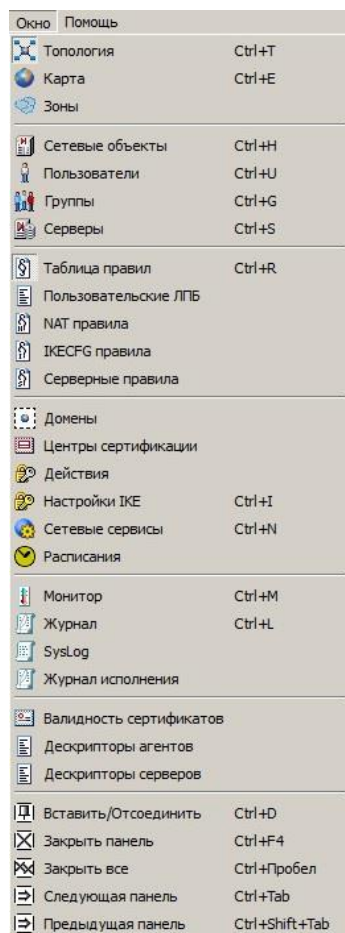 Окно Помощь
Топология Ctrl+T
Карта Ctrl+E
Зоны
Сетевые объекты Ctrl+H
Пользователи Ctrl+U
Группы Ctrl+G
Серверы Ctrl+S
Таблица правил Ctrl+R
Пользовательские ЛПБ
NAT правила
IKECFG правила
Серверные правила
Домены
Центры сертификации
Действия
Настройки IKE Ctrl+I
Сетевые сервисы Ctrl+N
Расписания
Монитор Ctrl+M
Журнал Ctrl+L
SysLog
Журнал исполнения
Валидность сертификатов
Дескрипторы агентов
Дескрипторы серверов
Вставить/Отсоединить Ctrl+D
Закрыть панель Ctrl+F4
Закрыть все Ctrl+Пробел
Следующая панель Ctrl+Tab
Предыдущая панель Ctrl+Shift+Tab